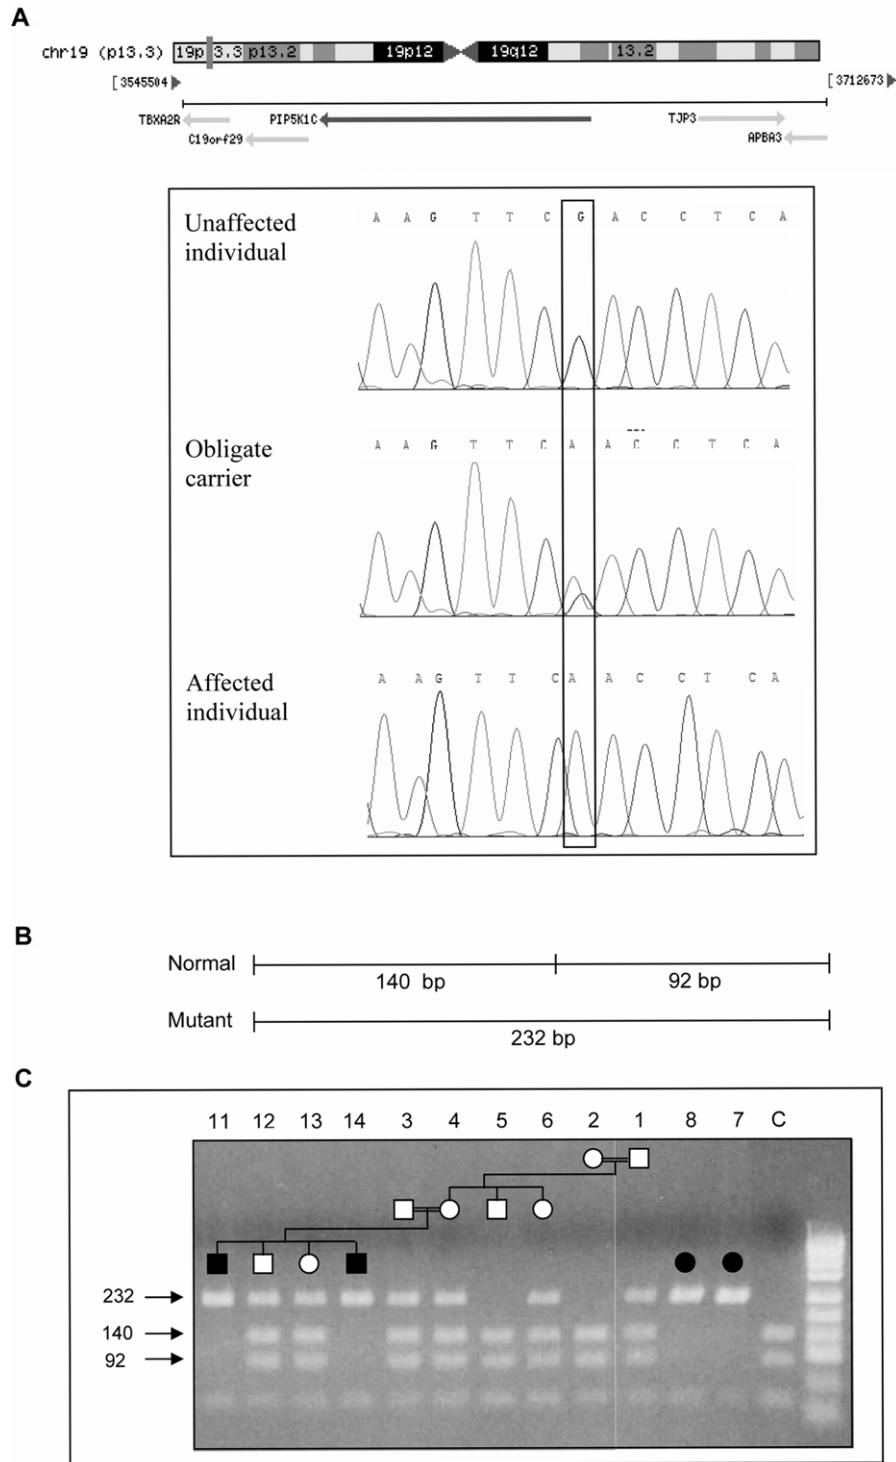 A
chr19 (p13.3) 19p 3.3 p13.2 19p12 19q12 13.2
[3545504 3712673
TBXA2R PIP5K1C TJP3
C19orf29 APBA3
Unaffected
individual
A A G T T C G A C C T C A
Obligate
carrier
A A G T T C A A C C T C A
Affected
individual
A A G T T C A A C C T C A
B
Normal
140 bp 92 bp
Mutant
232 bp
C
11 12 13 14 3 4 5 6 2 1 8 7 C
232
140
92